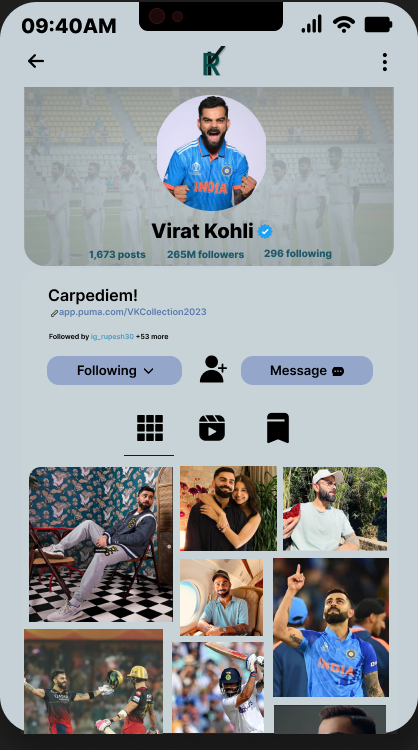 09:40AM
Virat Kohli
1,673 posts 265M followers 296 following
Carpediem!
app.puma.com/VKCollection2023
Followed by ig_rupesh30 +53 more
Following Message
INDIA
INDIA